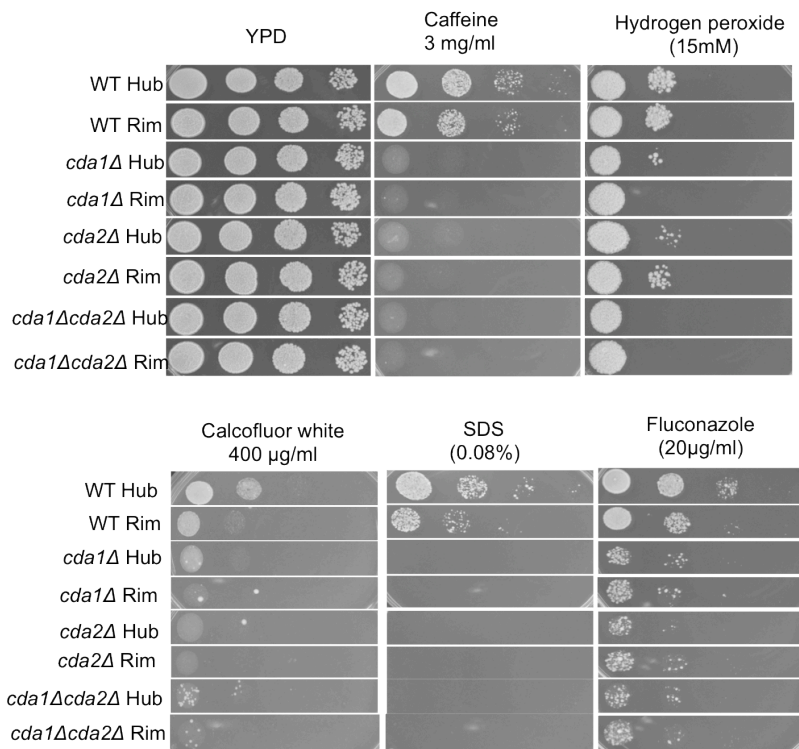 YPD
Caffeine
3 mg/ml
Hydrogen peroxide
(15mM)
WT Hub
WT Rim
cda1Δ Hub
cda1Δ Rim
cda2Δ Hub
cda2Δ Rim
cda1Δcda2Δ Hub
cda1Δcda2Δ Rim
Calcofluor white
400 µg/ml
SDS
(0.08%)
Fluconazole
(20µg/ml)
WT Hub
WT Rim
cda1Δ Hub
cda1Δ Rim
cda2Δ Hub
cda2Δ Rim
cda1Δcda2Δ Hub
cda1Δcda2Δ Rim